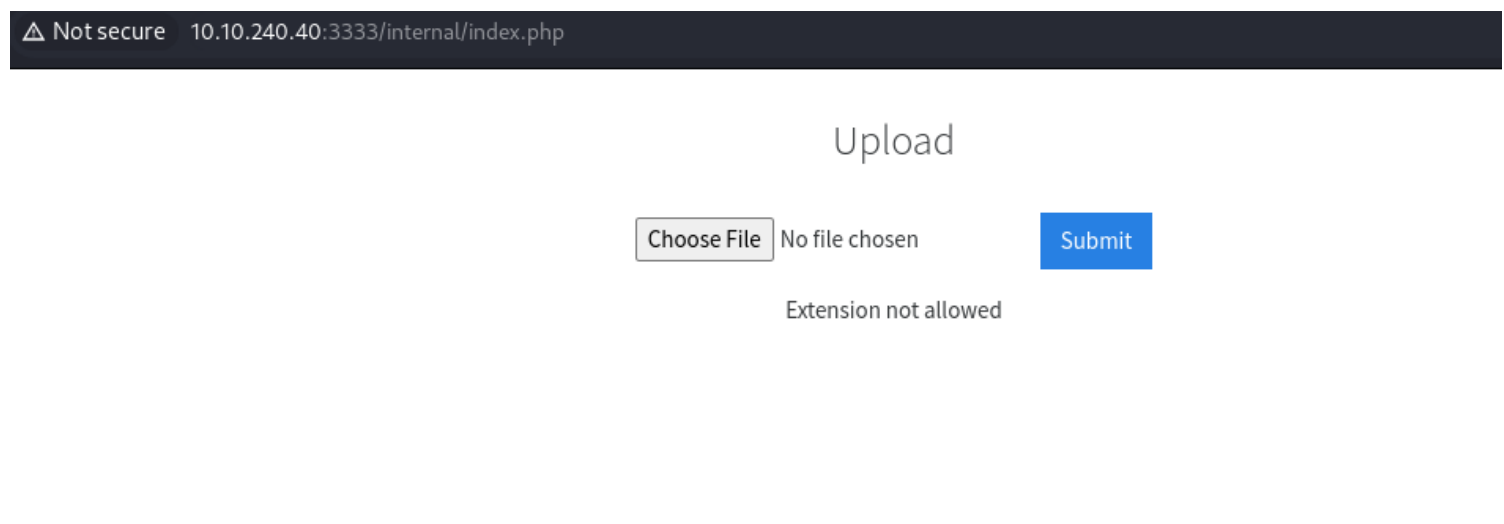 Not secure 10.10.240.40:3333/internal/index.php
Upload
Choose File No file chosen Submit
Extension not allowed